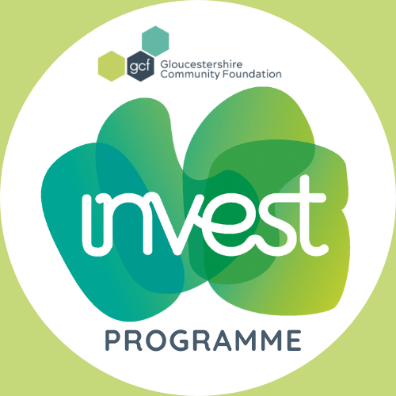 gcf
Gloucestershire
Community Foundation
invest
PROGRAMME